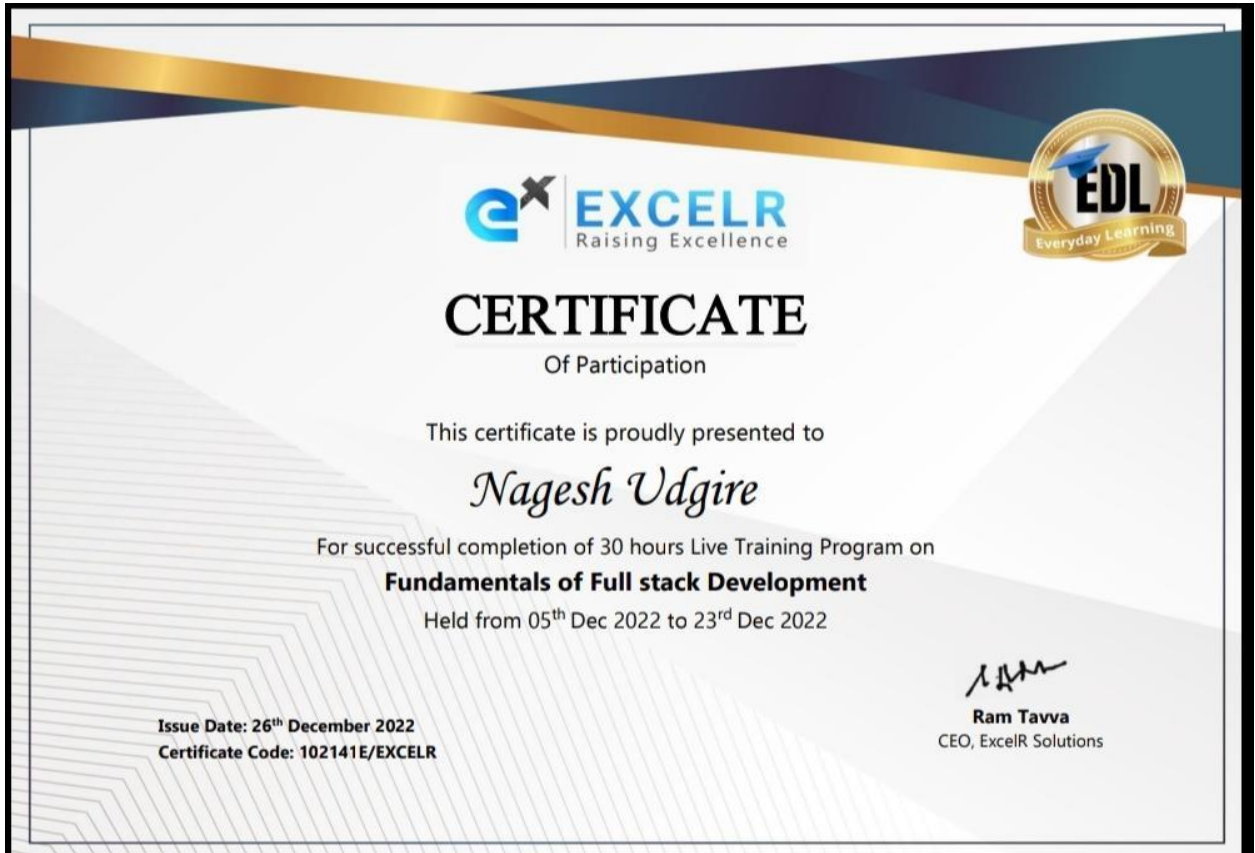 ex EXCELR
Raising Excellence
EDL
Everyday Learning
CERTIFICATE
Of Participation
This certificate is proudly presented to
Nagesh Udgire
For successful completion of 30 hours Live Training Program on
Fundamentals of Full stack Development
Held from 05th Dec 2022 to 23rd Dec 2022
Ram Tavva
CEO, ExcelR Solutions
Issue Date: 26th December 2022
Certificate Code: 102141E/EXCELR